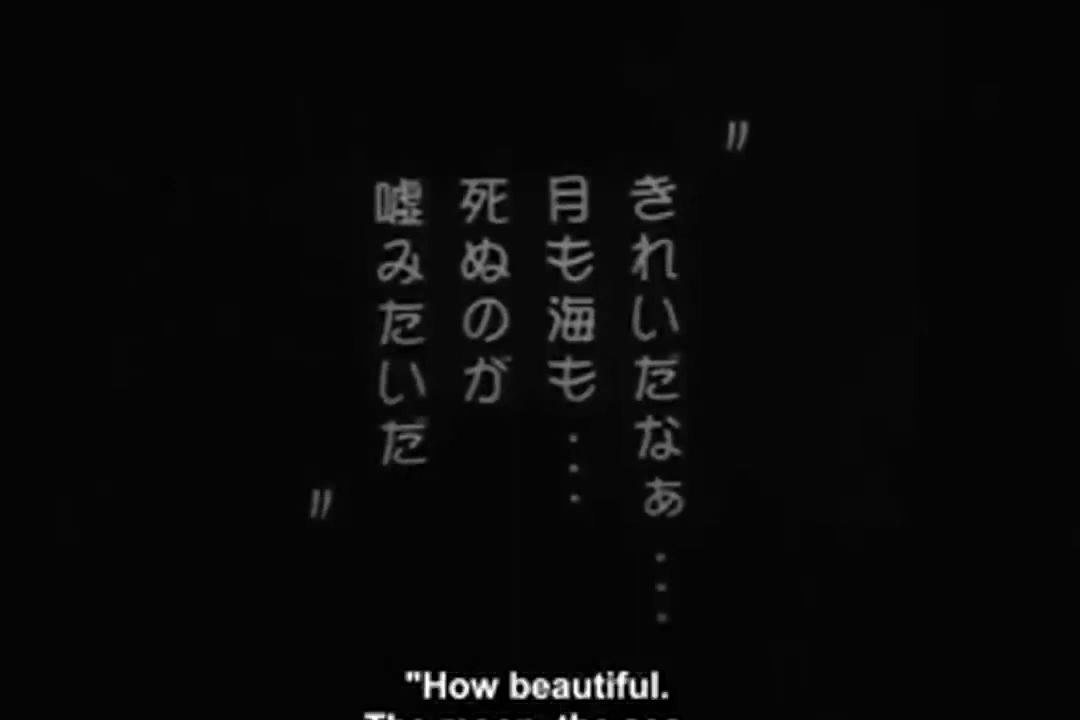 "
きれいだなぁ・・・
月も海も・・・
死ぬのが
嘘みたいだ
"
"How beautiful.